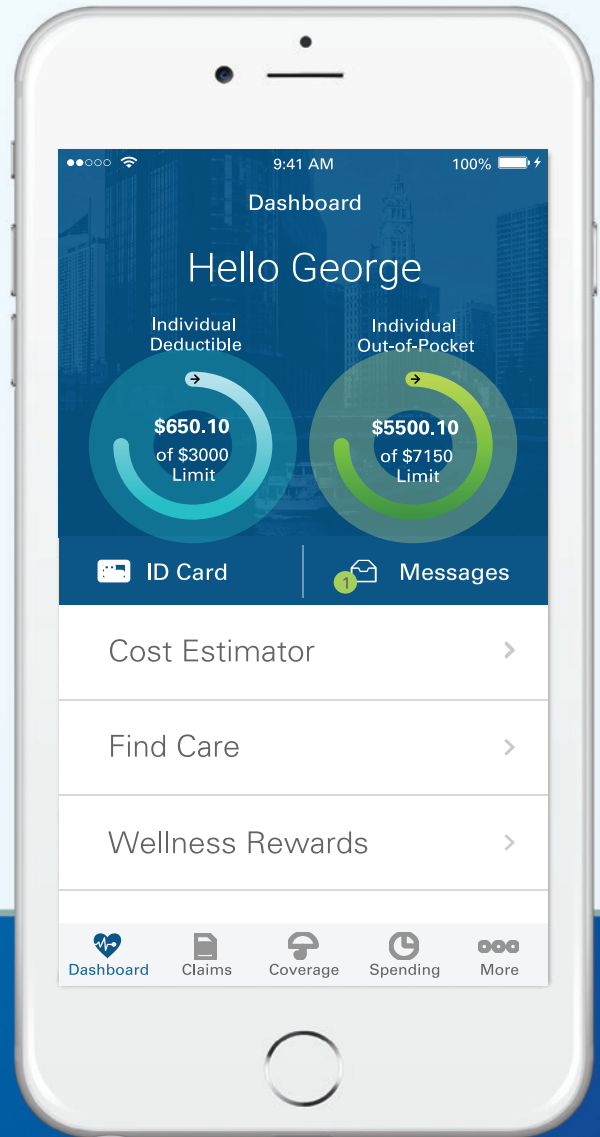 9:41 AM
100%
Dashboard
Hello George
Individual
Deductible
$650.10
of $3000
Limit
Individual
Out-of-Pocket
$5500.10
of $7150
Limit
ID Card
1
Messages
Cost Estimator
Find Care
Wellness Rewards
Dashboard
Claims
Coverage
Spending
More